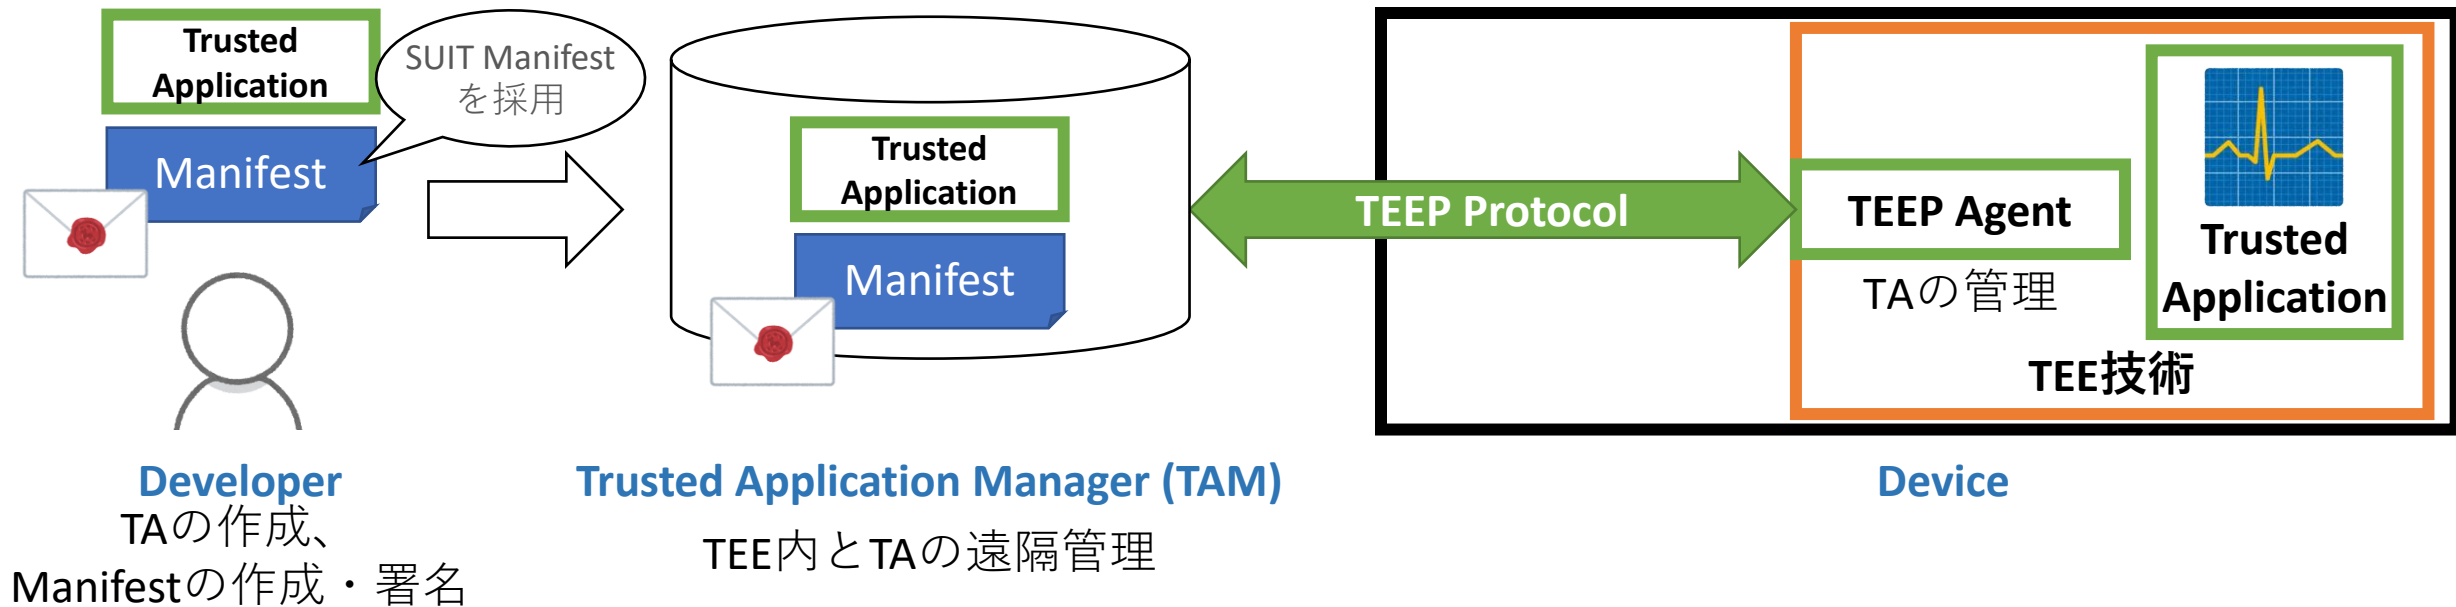 Trusted
Application
SUIT Manifest
を採用
Manifest
Trusted
Application
Manifest
TEEP Protocol
TEEP Agent
TAの管理
Trusted
Application
TEE技術
Developer
TAの作成、
Manifestの作成・署名
Trusted Application Manager (TAM)
TEE内とTAの遠隔管理
Device